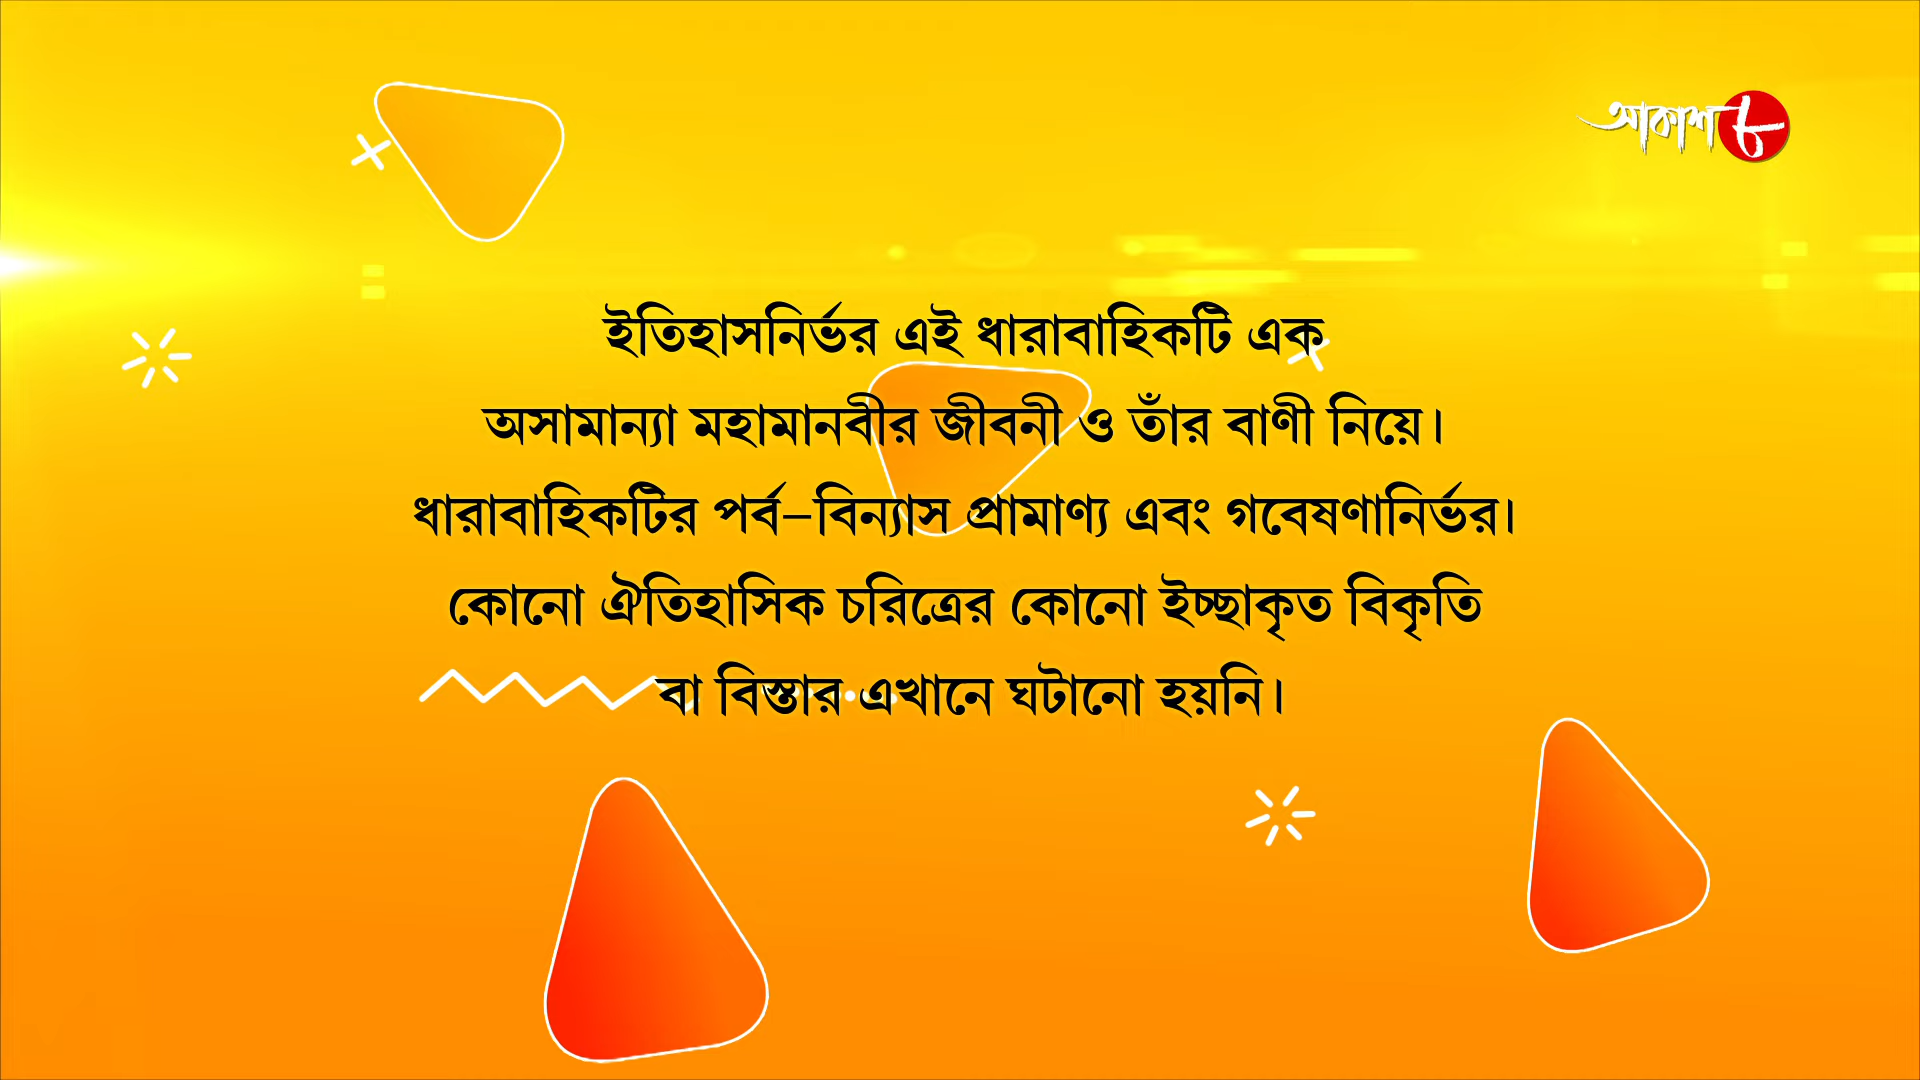 আকাশ ৮
ইতিহাসনির্ভর এই ধারাবাহিকটি এক
অসামান্যা মহামানবীর জীবনী ও তাঁর বাণী নিয়ে।
ধারাবাহিকটির পর্ব–বিন্যাস প্রামাণ্য এবং গবেষণানির্ভর।
কোনো ঐতিহাসিক চরিত্রের কোনো ইচ্ছাকৃত বিকৃতি
বা বিস্তার এখানে ঘটানো হয়নি।